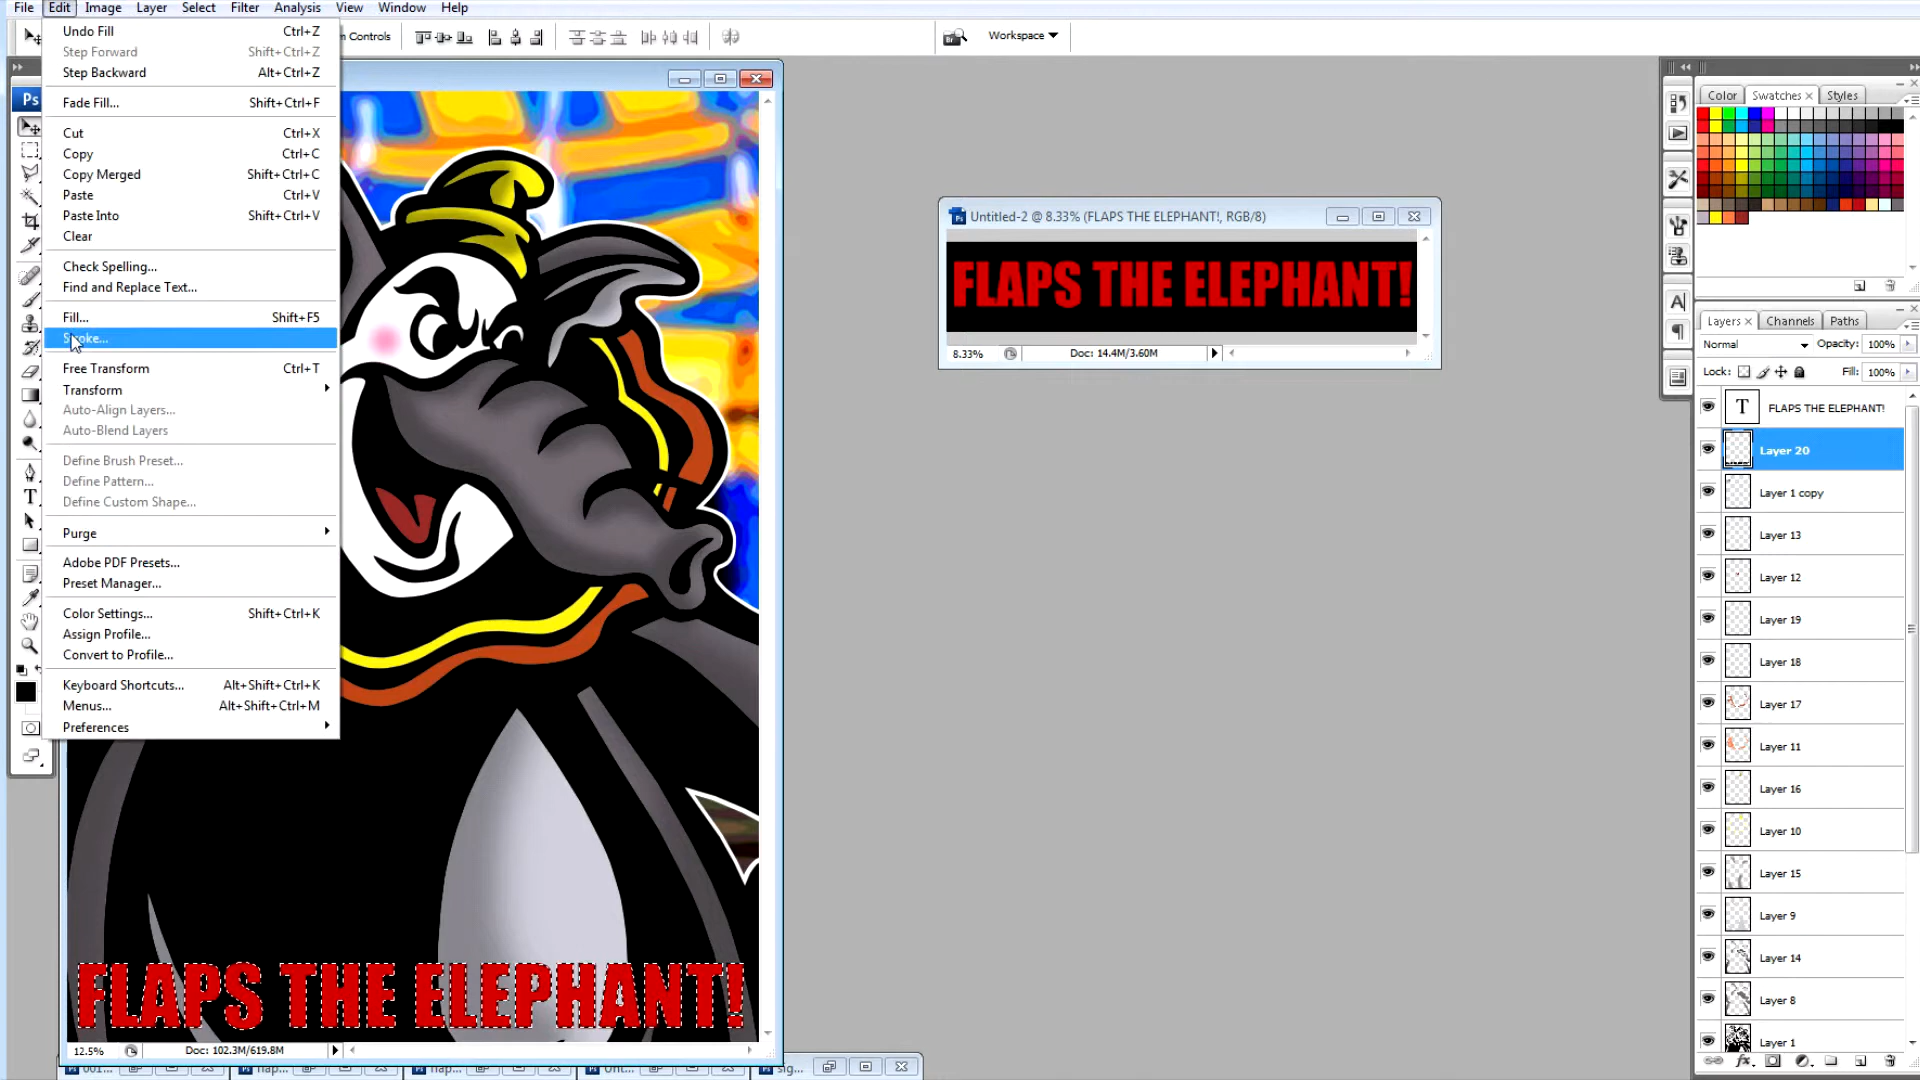 File Edit Image Layer Select Filter Analysis View Window Help
Controls
Workspace
Undo Fill Ctrl+Z
Step Forward Shift+Ctrl+Z
Step Backward Alt+Ctrl+Z
Fade Fill... Shift+Ctrl+F
Cut Ctrl+X
Copy Ctrl+C
Copy Merged Shift+Ctrl+C
Paste Ctrl+V
Paste Into Shift+Ctrl+V
Clear
Check Spelling...
Find and Replace Text...
Fill... Shift+F5
Stroke...
Free Transform Ctrl+T
Transform
Auto-Align Layers...
Auto-Blend Layers
Define Brush Preset...
Define Pattern...
Define Custom Shape...
Purge
Adobe PDF Presets...
Preset Manager...
Color Settings... Shift+Ctrl+K
Assign Profile...
Convert to Profile...
Keyboard Shortcuts... Alt+Shift+Ctrl+K
Menus... Alt+Shift+Ctrl+M
Preferences
Ps
T
FLAPS THE ELEPHANT!
12.5% Doc: 102.3M/619.8M
Untitled-2 @ 8.33% (FLAPS THE ELEPHANT!, RGB/8)
FLAPS THE ELEPHANT!
8.33% Doc: 14.4M/3.60M
Color Swatches Styles
Layers Channels Paths
Normal Opacity: 100%
Lock: Fill: 100%
T FLAPS THE ELEPHANT!
Layer 20
Layer 1 copy
Layer 13
Layer 12
Layer 19
Layer 18
Layer 17
Layer 11
Layer 16
Layer 10
Layer 15
Layer 9
Layer 14
Layer 8
Layer 1